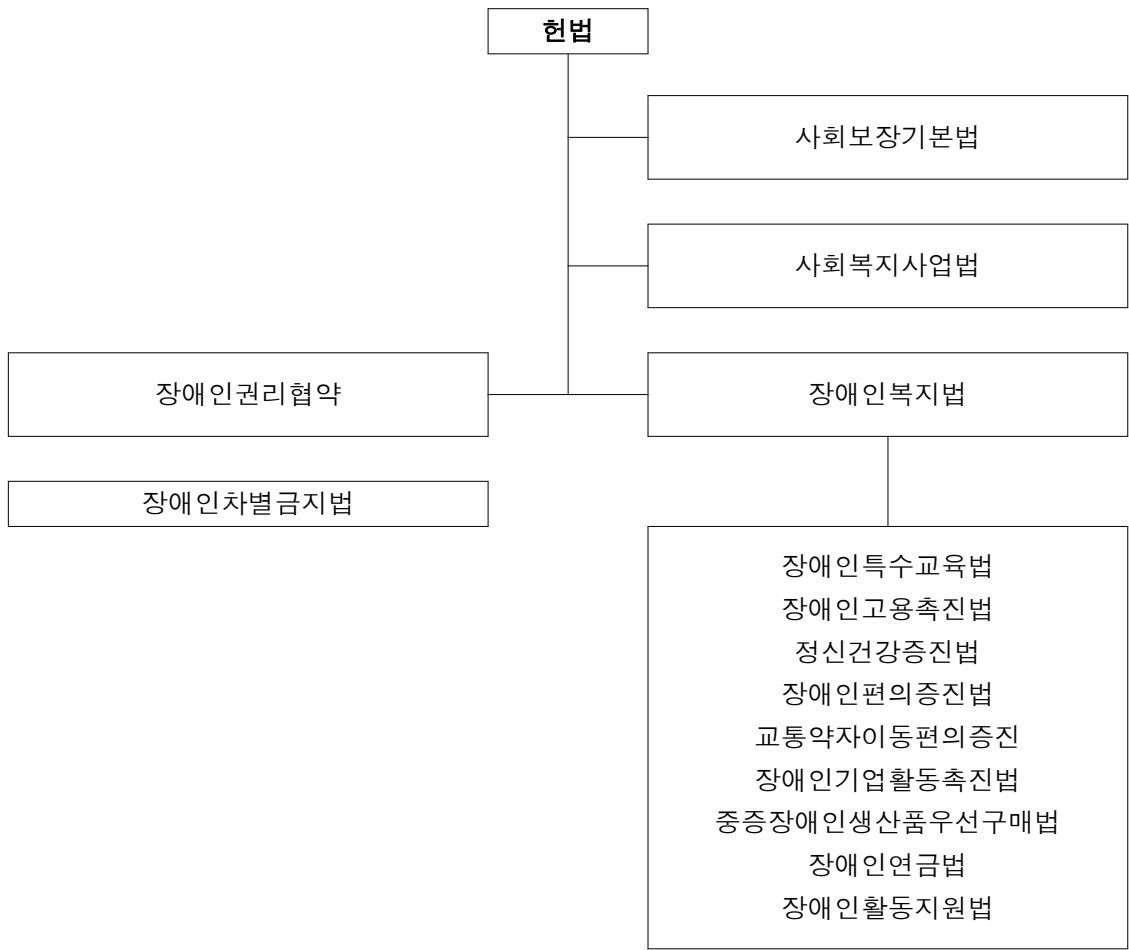 헌법
사회보장기본법
사회복지사업법
장애인권리협약
장애인복지법
장애인차별금지법
장애인특수교육법
장애인고용촉진법
정신건강증진법
장애인편의증진법
교통약자이동편의증진
장애인기업활동촉진법
중증장애인생산품우선구매법
장애인연금법
장애인활동지원법